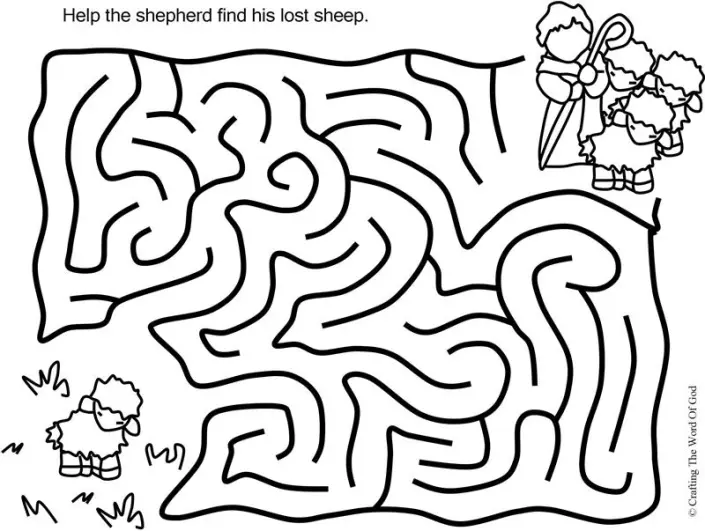 Help the shepherd find his lost sheep.
© Crafting The Word Of God